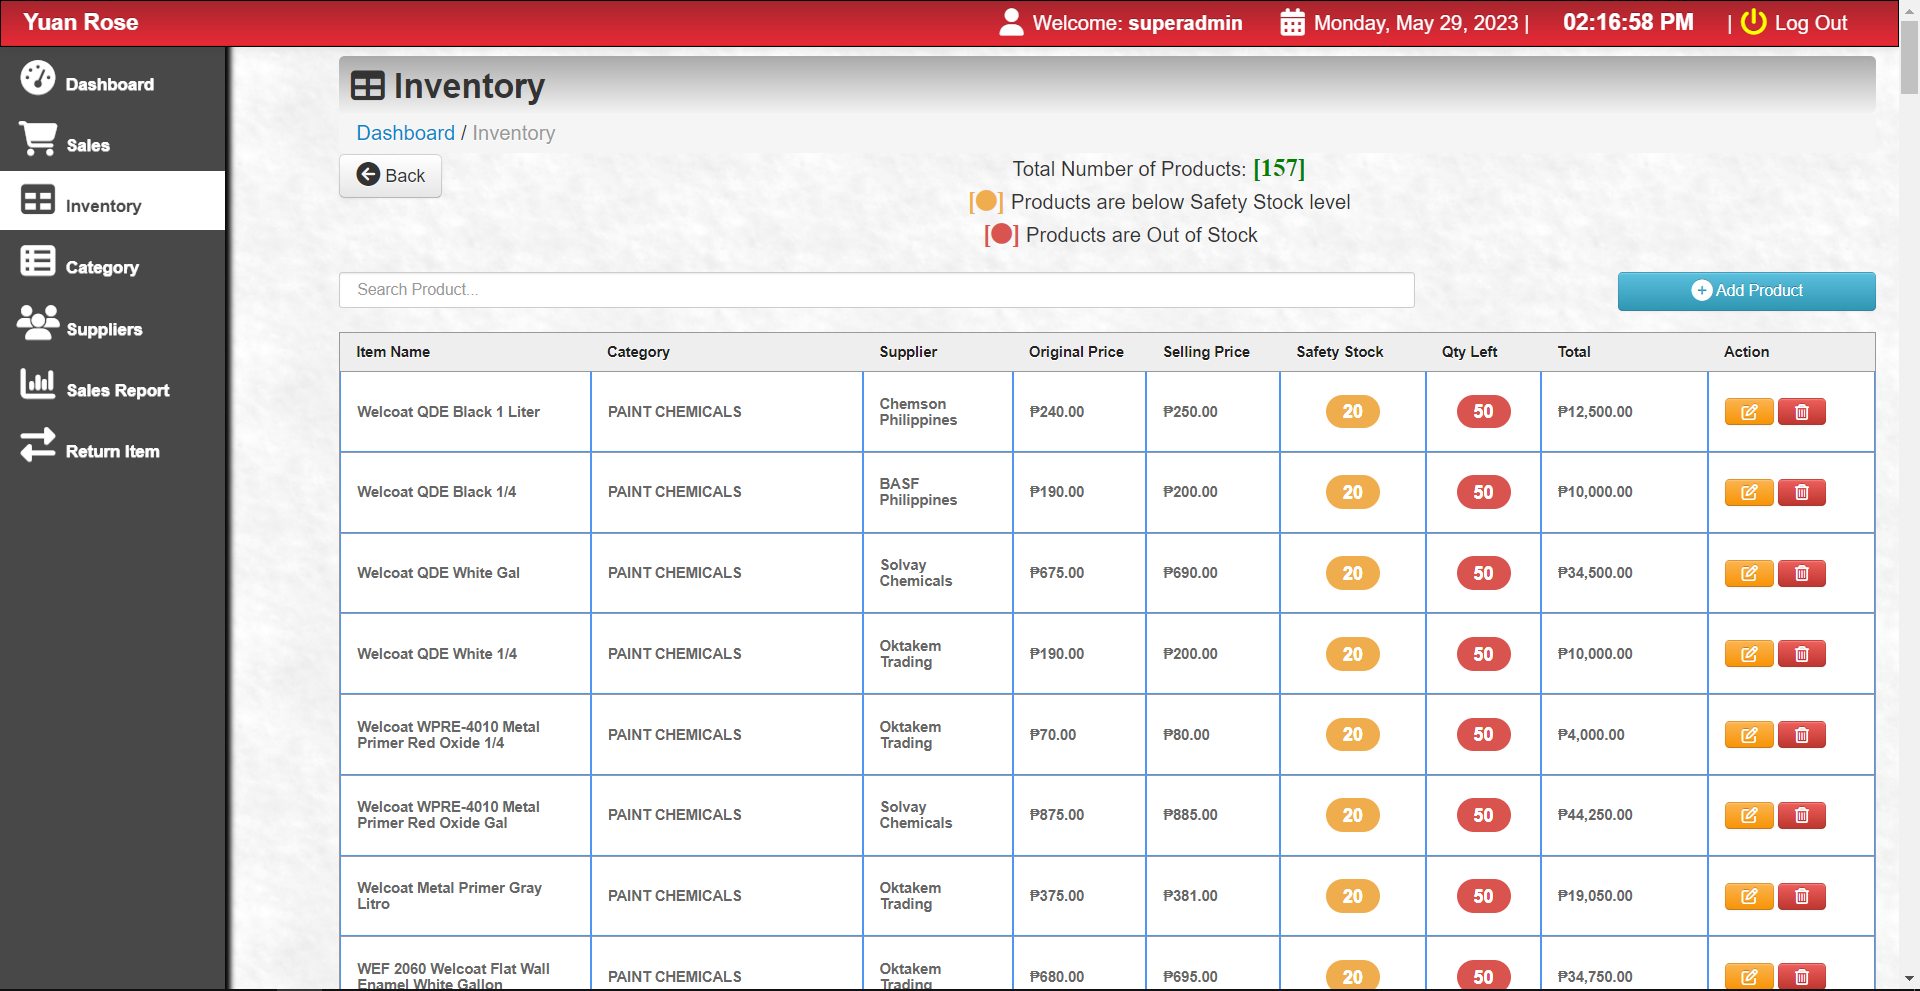 Yuan Rose
Welcome: superadmin
Monday, May 29, 2023 |
02:16:58 PM
| Log Out
Dashboard
Sales
Inventory
Category
Suppliers
Sales Report
Return Item
Inventory
Dashboard / Inventory
Back
Total Number of Products: [157]
[ ] Products are below Safety Stock level
[ ] Products are Out of Stock
Search Product...
Add Product
Item Name Category Supplier Original Price Selling Price Safety Stock Qty Left Total Action
Welcoat QDE Black 1 Liter PAINT CHEMICALS Chemson
Philippines ₱240.00 ₱250.00 20 50 ₱12,500.00
Welcoat QDE Black 1/4 PAINT CHEMICALS BASF
Philippines ₱190.00 ₱200.00 20 50 ₱10,000.00
Welcoat QDE White Gal PAINT CHEMICALS Solvay
Chemicals ₱675.00 ₱690.00 20 50 ₱34,500.00
Welcoat QDE White 1/4 PAINT CHEMICALS Oktakem
Trading ₱190.00 ₱200.00 20 50 ₱10,000.00
Welcoat WPRE-4010 Metal
Primer Red Oxide 1/4 PAINT CHEMICALS Oktakem
Trading ₱70.00 ₱80.00 20 50 ₱4,000.00
Welcoat WPRE-4010 Metal
Primer Red Oxide Gal PAINT CHEMICALS Solvay
Chemicals ₱875.00 ₱885.00 20 50 ₱44,250.00
Welcoat Metal Primer Gray
Litro PAINT CHEMICALS Oktakem
Trading ₱375.00 ₱381.00 20 50 ₱19,050.00
WEF 2060 Welcoat Flat Wall
Enamel White Gallon PAINT CHEMICALS Oktakem
Trading ₱680.00 ₱695.00 20 50 ₱34,750.00